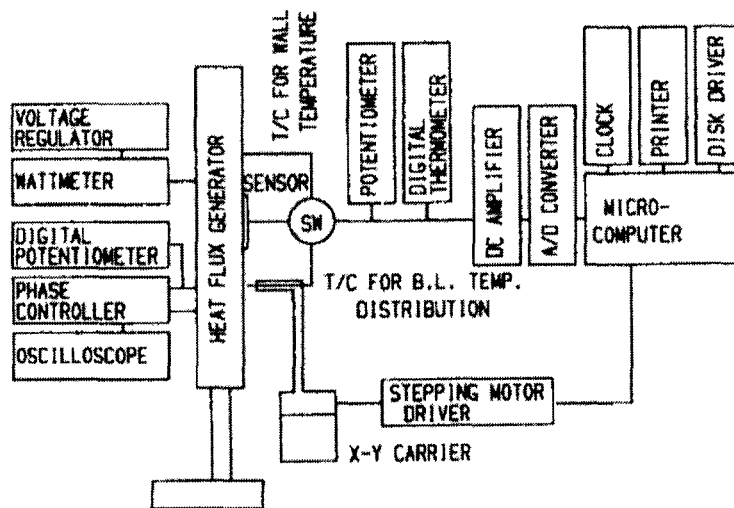 VOLTAGE
REGULATOR
WATTMETER
DIGITAL
POTENTIOMETER
PHASE
CONTROLLER
OSCILLOSCOPE
HEAT FLUX GENERATOR
T/C FOR WALL
TEMPERATURE
SENSOR
SW
POTENTIOMETER
DIGITAL
THERMOMETER
DC AMPLIFIER
A/D CONVERTER
CLOCK
PRINTER
DISK DRIVER
MICRO-
COMPUTER
T/C FOR B.L. TEMP.
DISTRIBUTION
STEPPING MOTOR
DRIVER
X-Y CARRIER